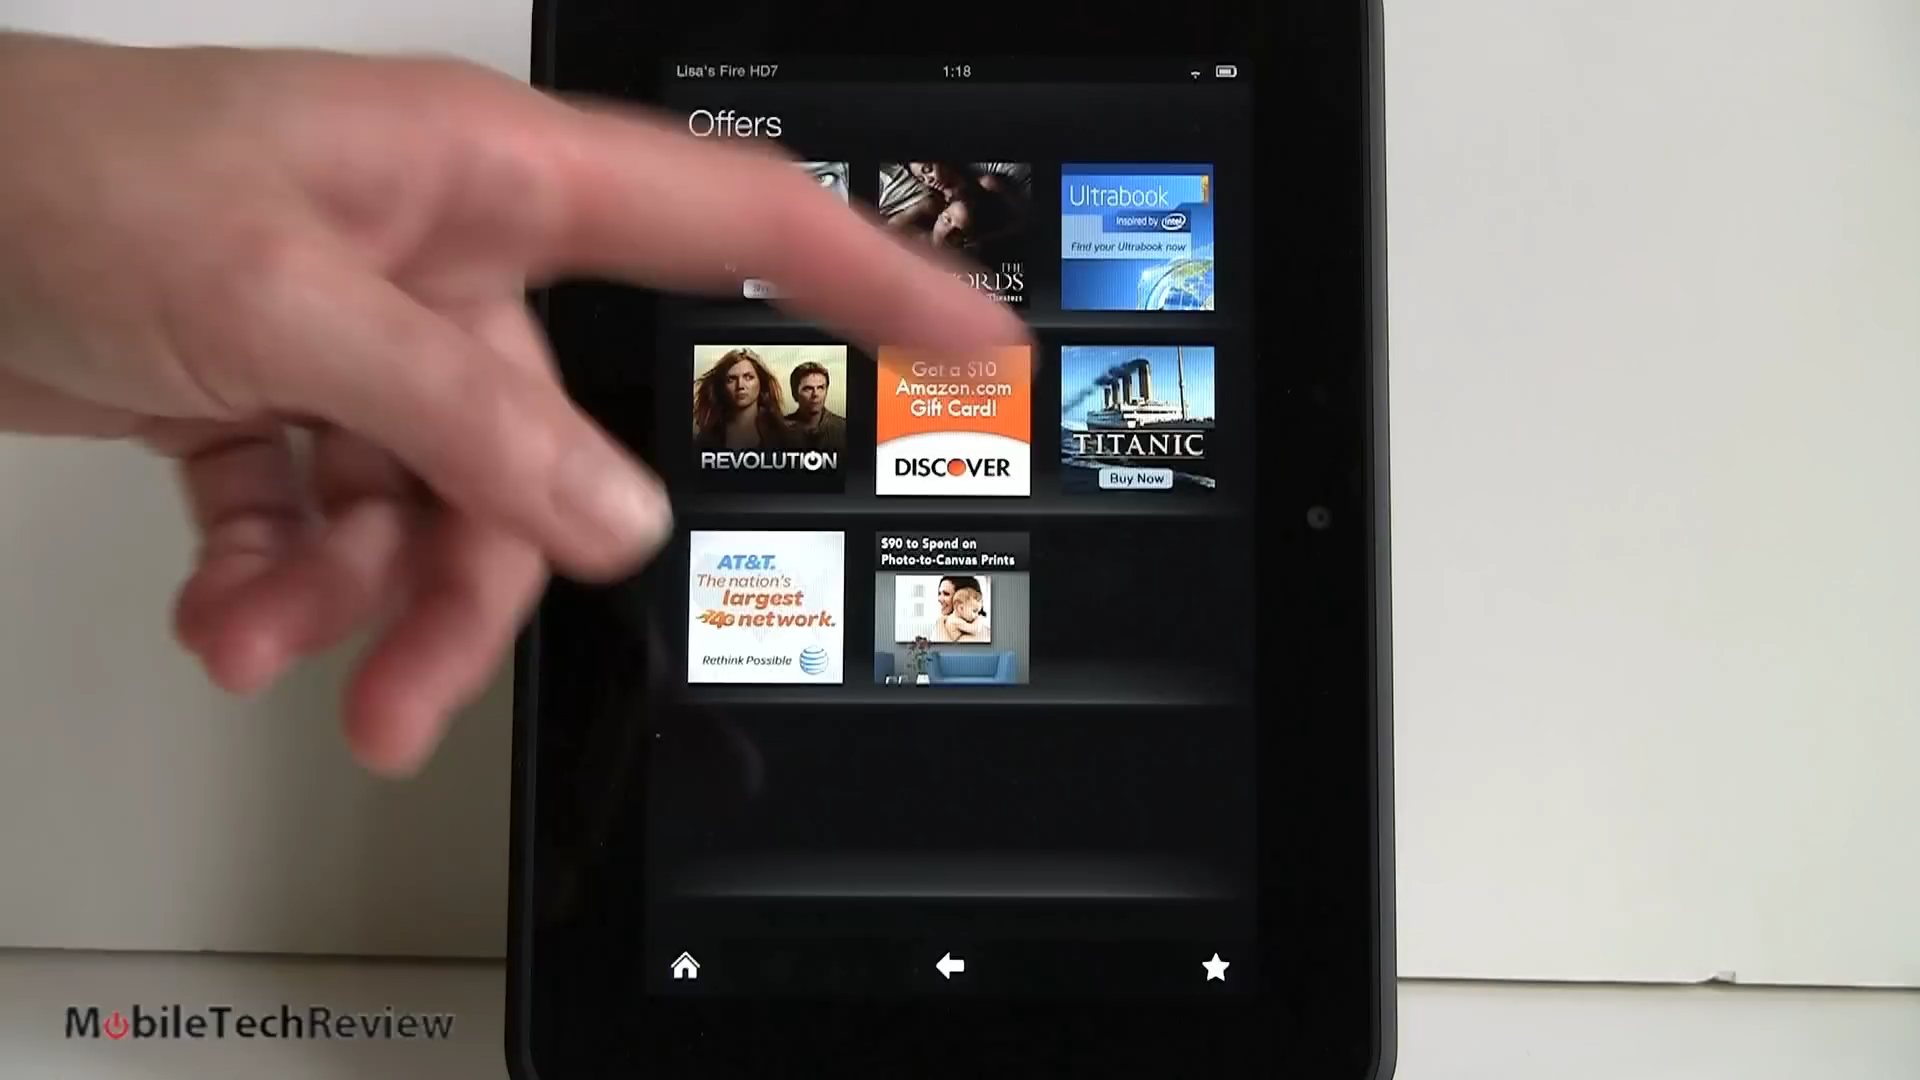 Lisa's Fire HD7
1:18
Offers
Ultrabook
Inspired by intel
Find your Ultrabook now
THE
Get a $10
Amazon.com
Gift Card!
DISCOVER
REVOLUTION
TITANIC
Buy Now
AT&T.
The nation's
largest
4G network.
Rethink Possible
$90 to Spend on
Photo-to-Canvas Prints
MobileTechReview